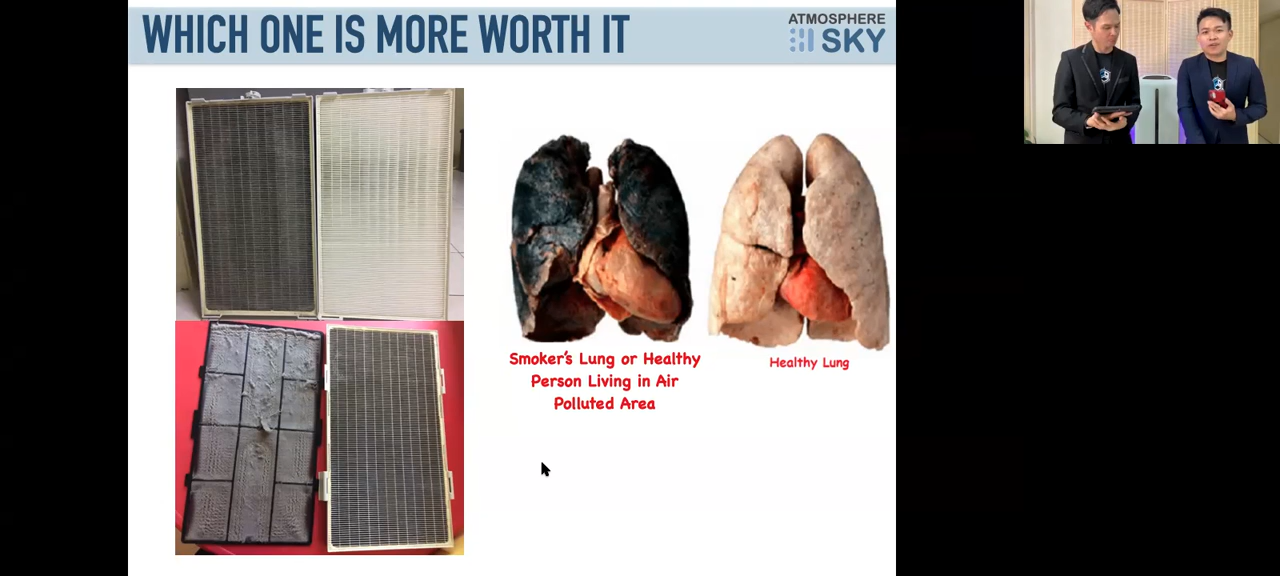 WHICH ONE IS MORE WORTH IT
ATMOSPHERE
SKY
Smoker's Lung or Healthy
Person Living in Air
Polluted Area
Healthy Lung